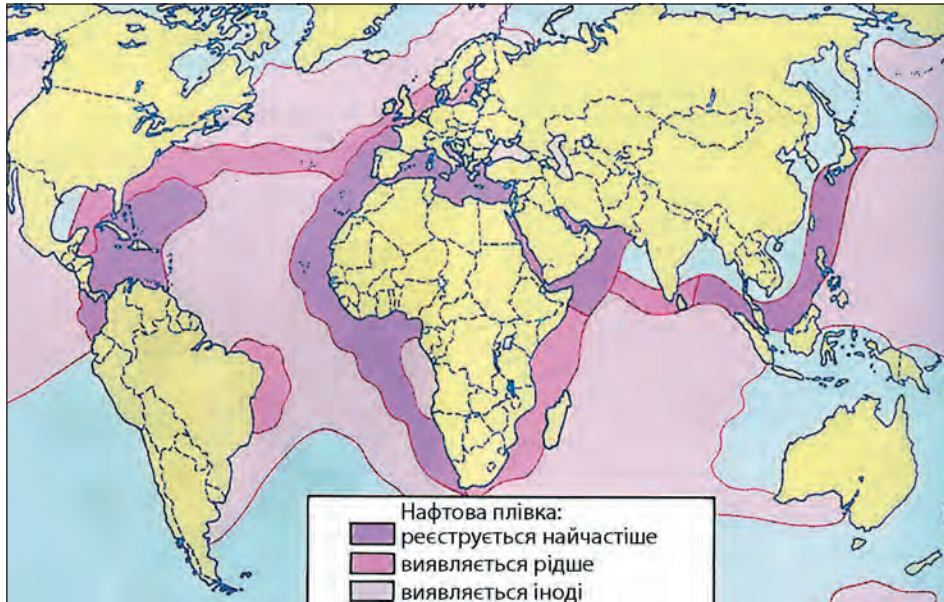 Нафтова плівка:
реєструється найчастіше
виявляється рідше
виявляється іноді